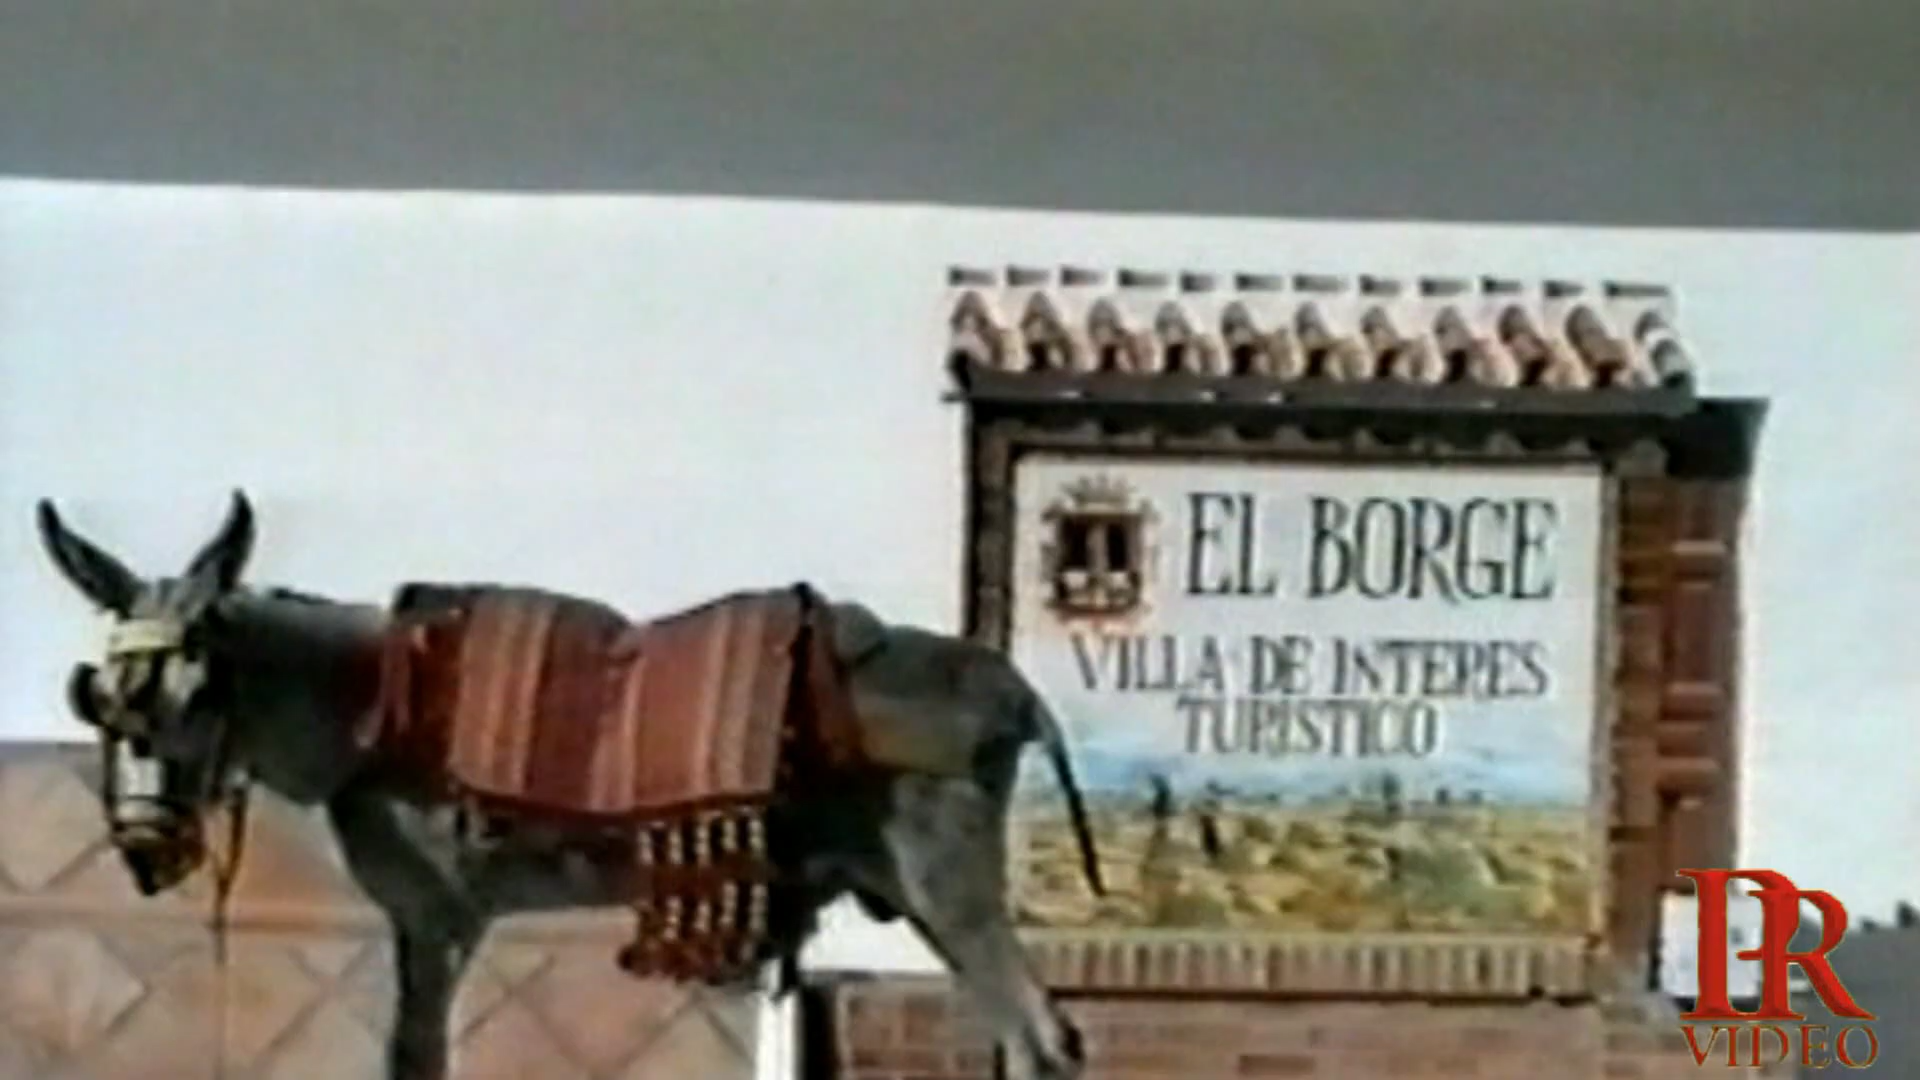 EL BORGE
VILLA DE INTERES
TURISTICO
PR
VIDEO